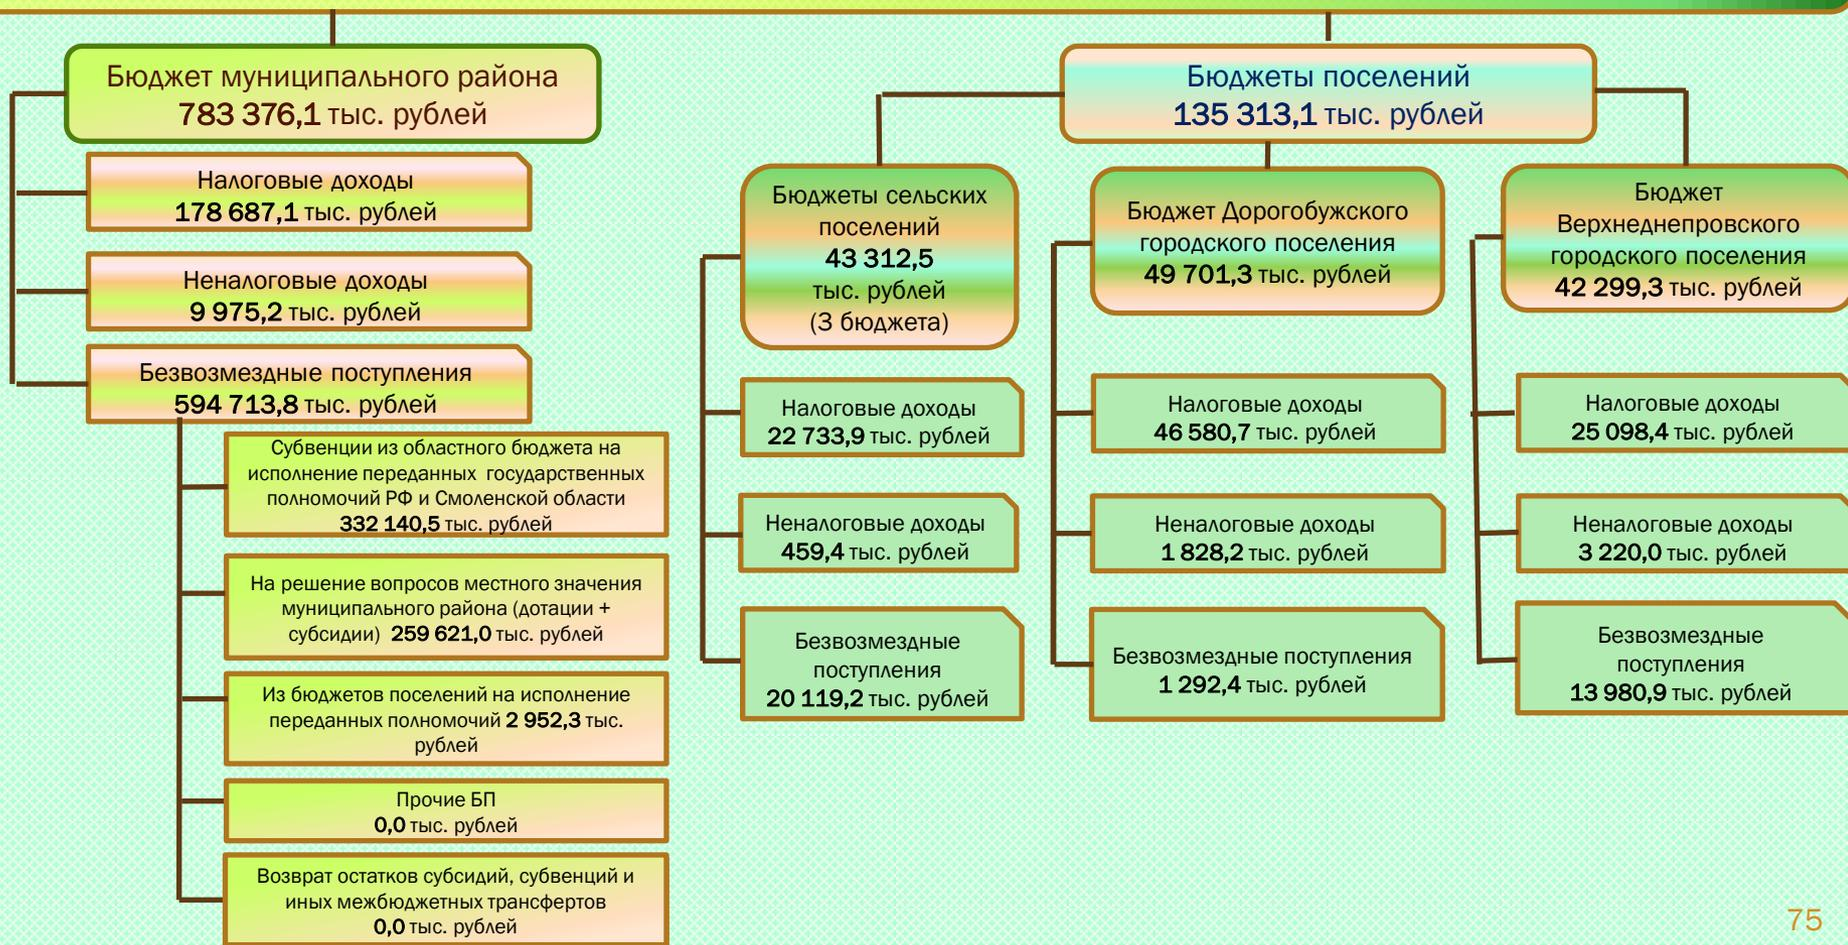 Бюджет муниципального района
783 376,1 тыс. рублей
Налоговые доходы
178 687,1 тыс. рублей
Неналоговые доходы
9 975,2 тыс. рублей
Безвозмездные поступления
594 713,8 тыс. рублей
Субвенции из областного бюджета на
исполнение переданных государственных
полномочий РФ и Смоленской области
332 140,5 тыс. рублей
На решение вопросов местного значения
муниципального района (дотации +
субсидии) 259 621,0 тыс. рублей
Из бюджетов поселений на исполнение
переданных полномочий 2 952,3 тыс.
рублей
Прочие БП
0,0 тыс. рублей
Возврат остатков субсидий, субвенций и
иных межбюджетных трансфертов
0,0 тыс. рублей
Бюджеты поселений
135 313,1 тыс. рублей
Бюджеты сельских
поселений
43 312,5
тыс. рублей
(3 бюджета)
Налоговые доходы
22 733,9 тыс. рублей
Неналоговые доходы
459,4 тыс. рублей
Безвозмездные
поступления
20 119,2 тыс. рублей
Бюджет Дорогобужского
городского поселения
49 701,3 тыс. рублей
Налоговые доходы
46 580,7 тыс. рублей
Неналоговые доходы
1 828,2 тыс. рублей
Безвозмездные поступления
1 292,4 тыс. рублей
Бюджет
Верхнеднепровского
городского поселения
42 299,3 тыс. рублей
Налоговые доходы
25 098,4 тыс. рублей
Неналоговые доходы
3 220,0 тыс. рублей
Безвозмездные
поступления
13 980,9 тыс. рублей
75